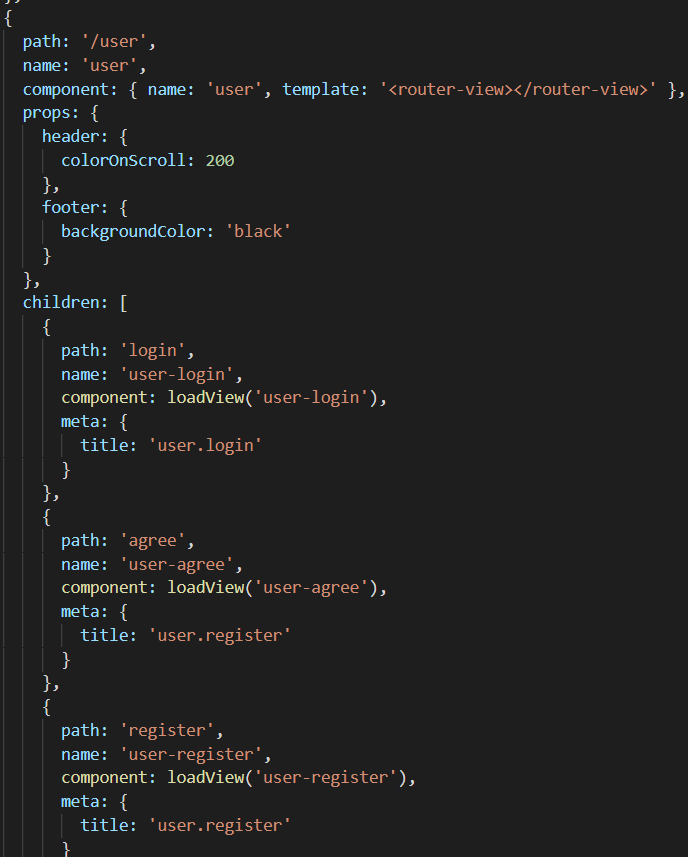 },
{
path: '/user',
name: 'user',
component: { name: 'user', template: '<router-view></router-view>' },
props: {
header: {
colorOnScroll: 200
},
footer: {
backgroundColor: 'black'
}
},
children: [
{
path: 'login',
name: 'user-login',
component: loadView('user-login'),
meta: {
title: 'user.login'
}
},
{
path: 'agree',
name: 'user-agree',
component: loadView('user-agree'),
meta: {
title: 'user.register'
}
},
{
path: 'register',
name: 'user-register',
component: loadView('user-register'),
meta: {
title: 'user.register'
}